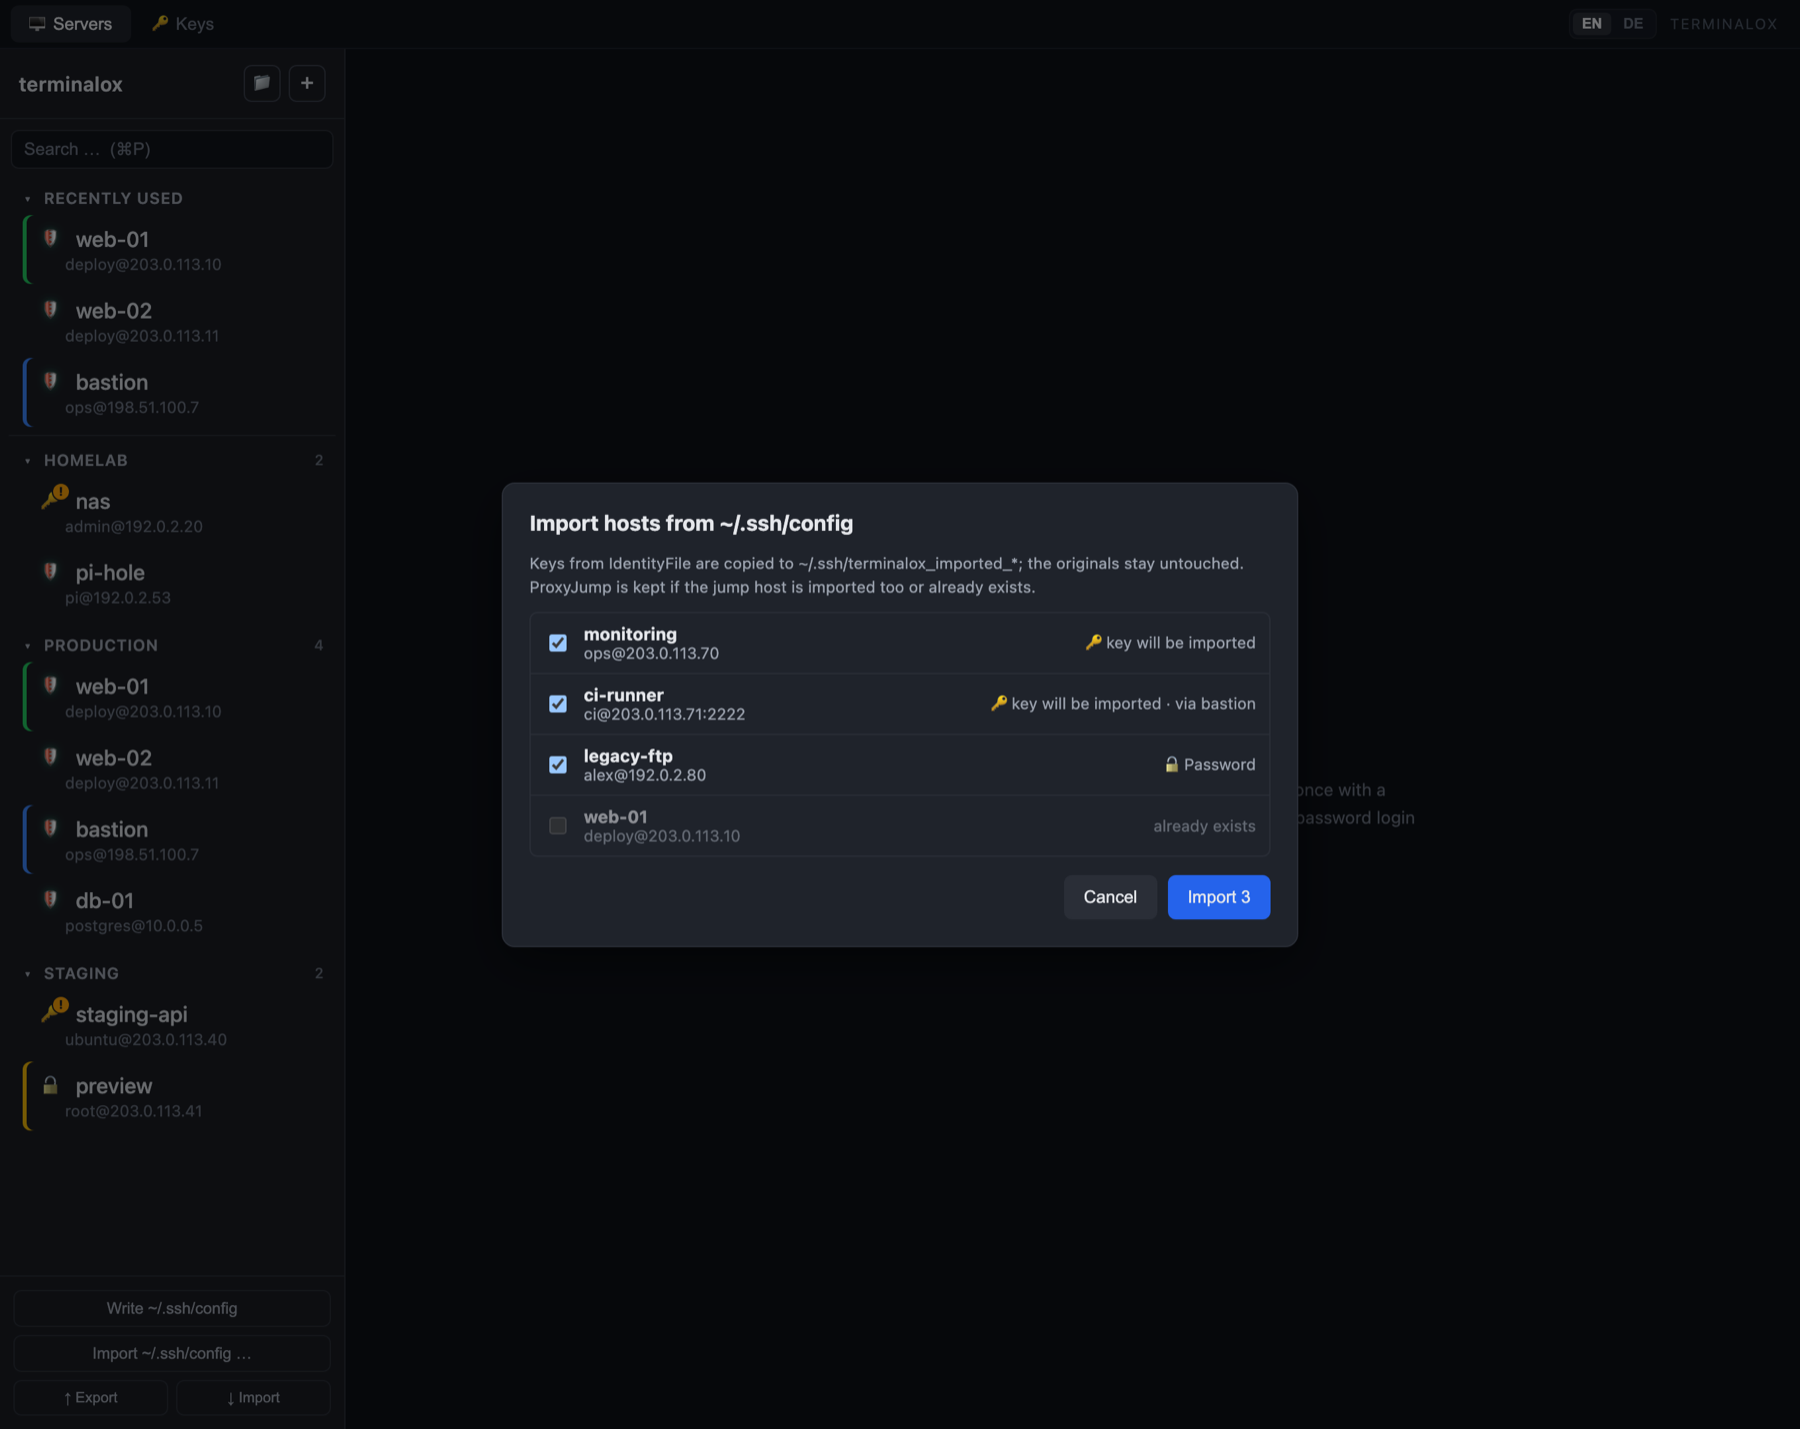 Servers
Keys
EN DE TERMINALOX
terminalox
+
Search … (⌘P)
RECENTLY USED
web-01
deploy@203.0.113.10
web-02
deploy@203.0.113.11
bastion
ops@198.51.100.7
HOMELAB 2
nas
admin@192.0.2.20
pi-hole
pi@192.0.2.53
PRODUCTION 4
web-01
deploy@203.0.113.10
web-02
deploy@203.0.113.11
bastion
ops@198.51.100.7
db-01
postgres@10.0.0.5
STAGING 2
staging-api
ubuntu@203.0.113.40
preview
root@203.0.113.41
Write ~/.ssh/config
Import ~/.ssh/config …
↑ Export
↓ Import
Import hosts from ~/.ssh/config
Keys from IdentityFile are copied to ~/.ssh/terminalox_imported_*; the originals stay untouched.
ProxyJump is kept if the jump host is imported too or already exists.
monitoring
ops@203.0.113.70
key will be imported
ci-runner
ci@203.0.113.71:2222
key will be imported · via bastion
legacy-ftp
alex@192.0.2.80
Password
web-01
deploy@203.0.113.10
already exists
Cancel
Import 3
once with a
password login